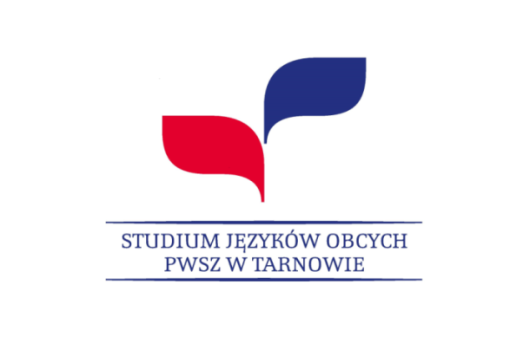 STUDIUM JĘZYKÓW OBCYCH
PWSZ W TARNOWIE